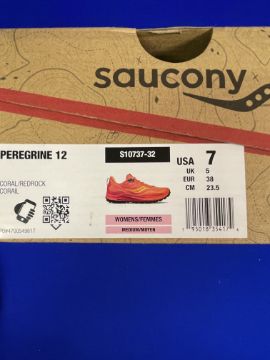 saucony
PEREGRINE 12
S10737-32
USA 7
UK 5
EUR 38
CM 23.5
CORAL/REDROCK
CORAIL
WOMENS/FEMMES
MEDIUM/MOYEN